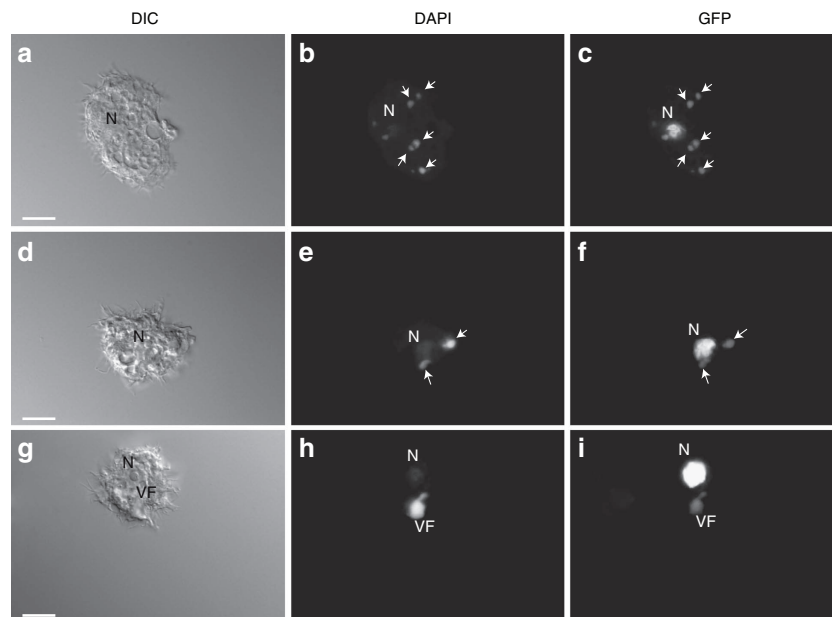 DIC DAPI GFP
a b c
N N N
d e f
N N N
g h i
N N N
VF VF VF